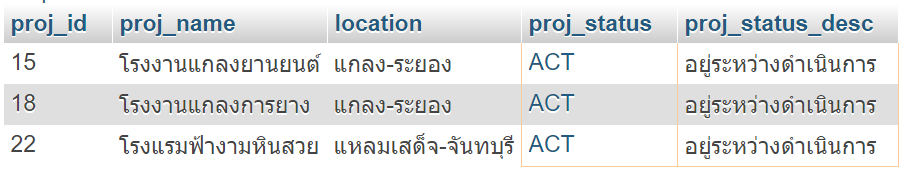 proj_id proj_name location proj_status proj_status_desc
15 โรงงานแกลงยานยนต์ แกลง-ระยอง ACT อยู่ระหว่างดำเนินการ
18 โรงงานแกลงการยาง แกลง-ระยอง ACT อยู่ระหว่างดำเนินการ
22 โรงแรมฟ้างามหินสวย แหลมเสด็จ-จันทบุรี ACT อยู่ระหว่างดำเนินการ